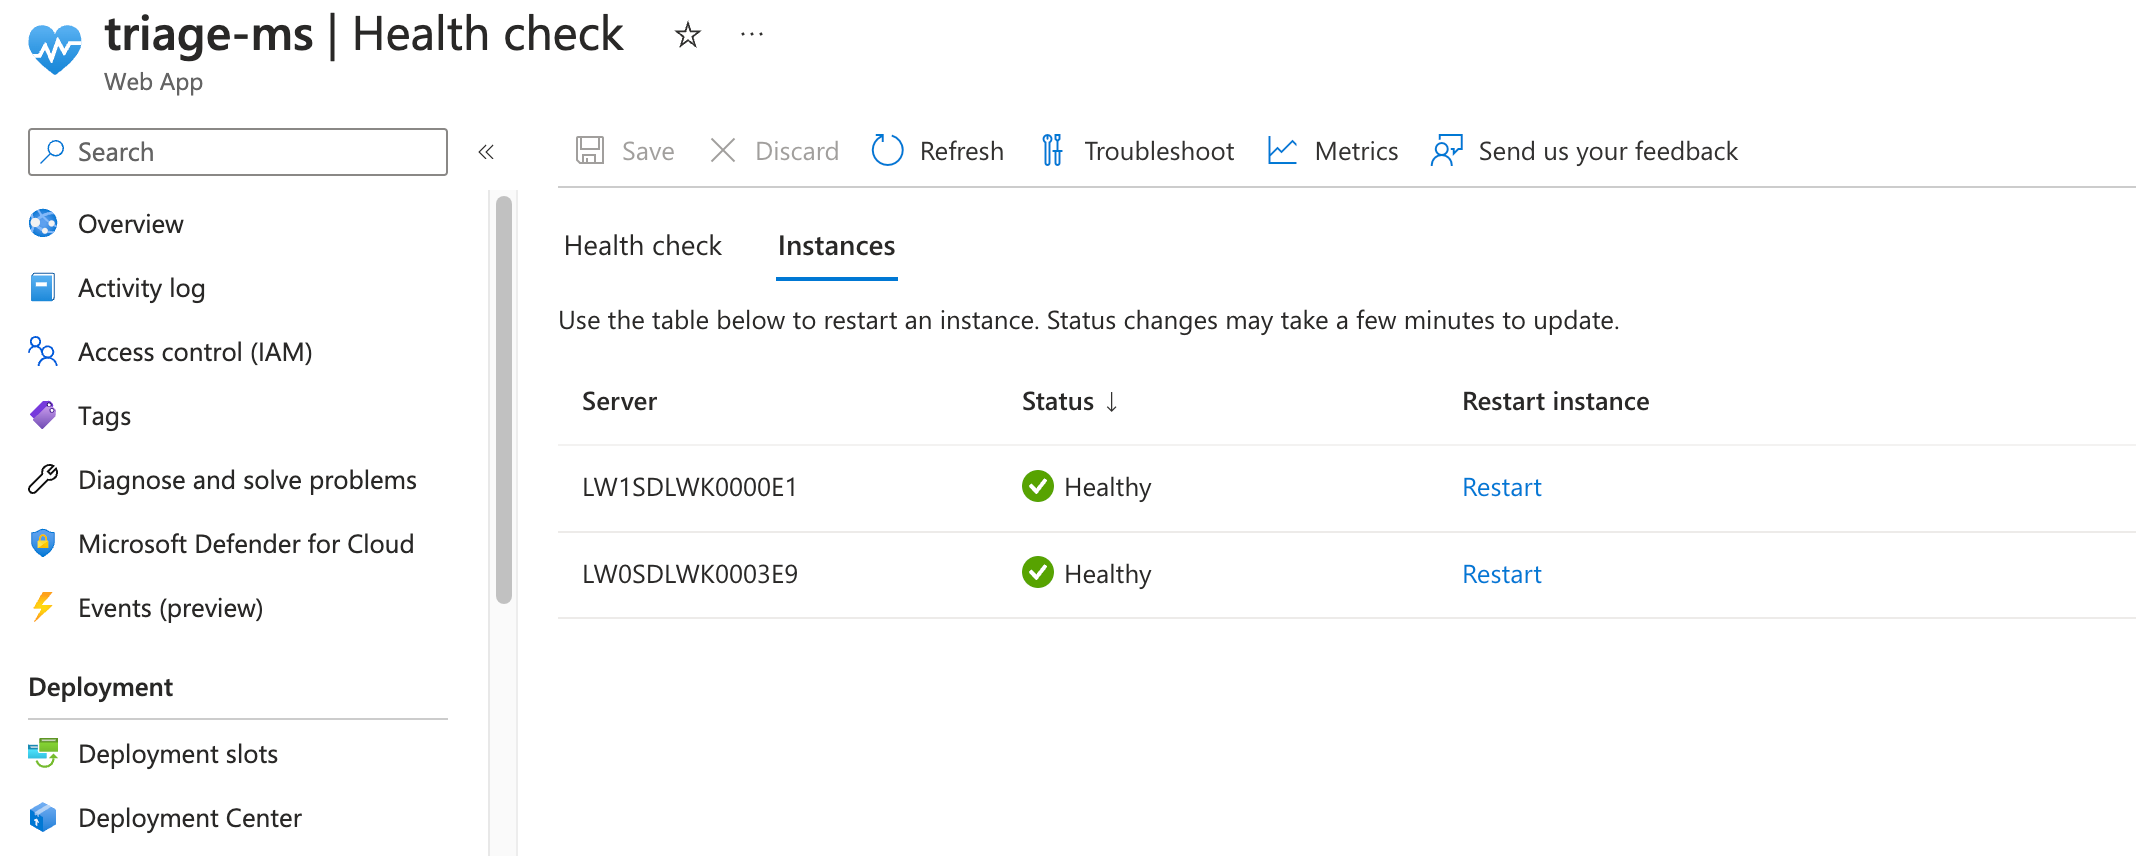 triage-ms | Health check
Web App
Search
Save
Discard
Refresh
Troubleshoot
Metrics
Send us your feedback
Overview
Activity log
Access control (IAM)
Tags
Diagnose and solve problems
Microsoft Defender for Cloud
Events (preview)
Deployment
Deployment slots
Deployment Center
Health check
Instances
Use the table below to restart an instance. Status changes may take a few minutes to update.
Server Status ↓ Restart instance
LW1SDLWK0000E1 Healthy Restart
LW0SDLWK0003E9 Healthy Restart